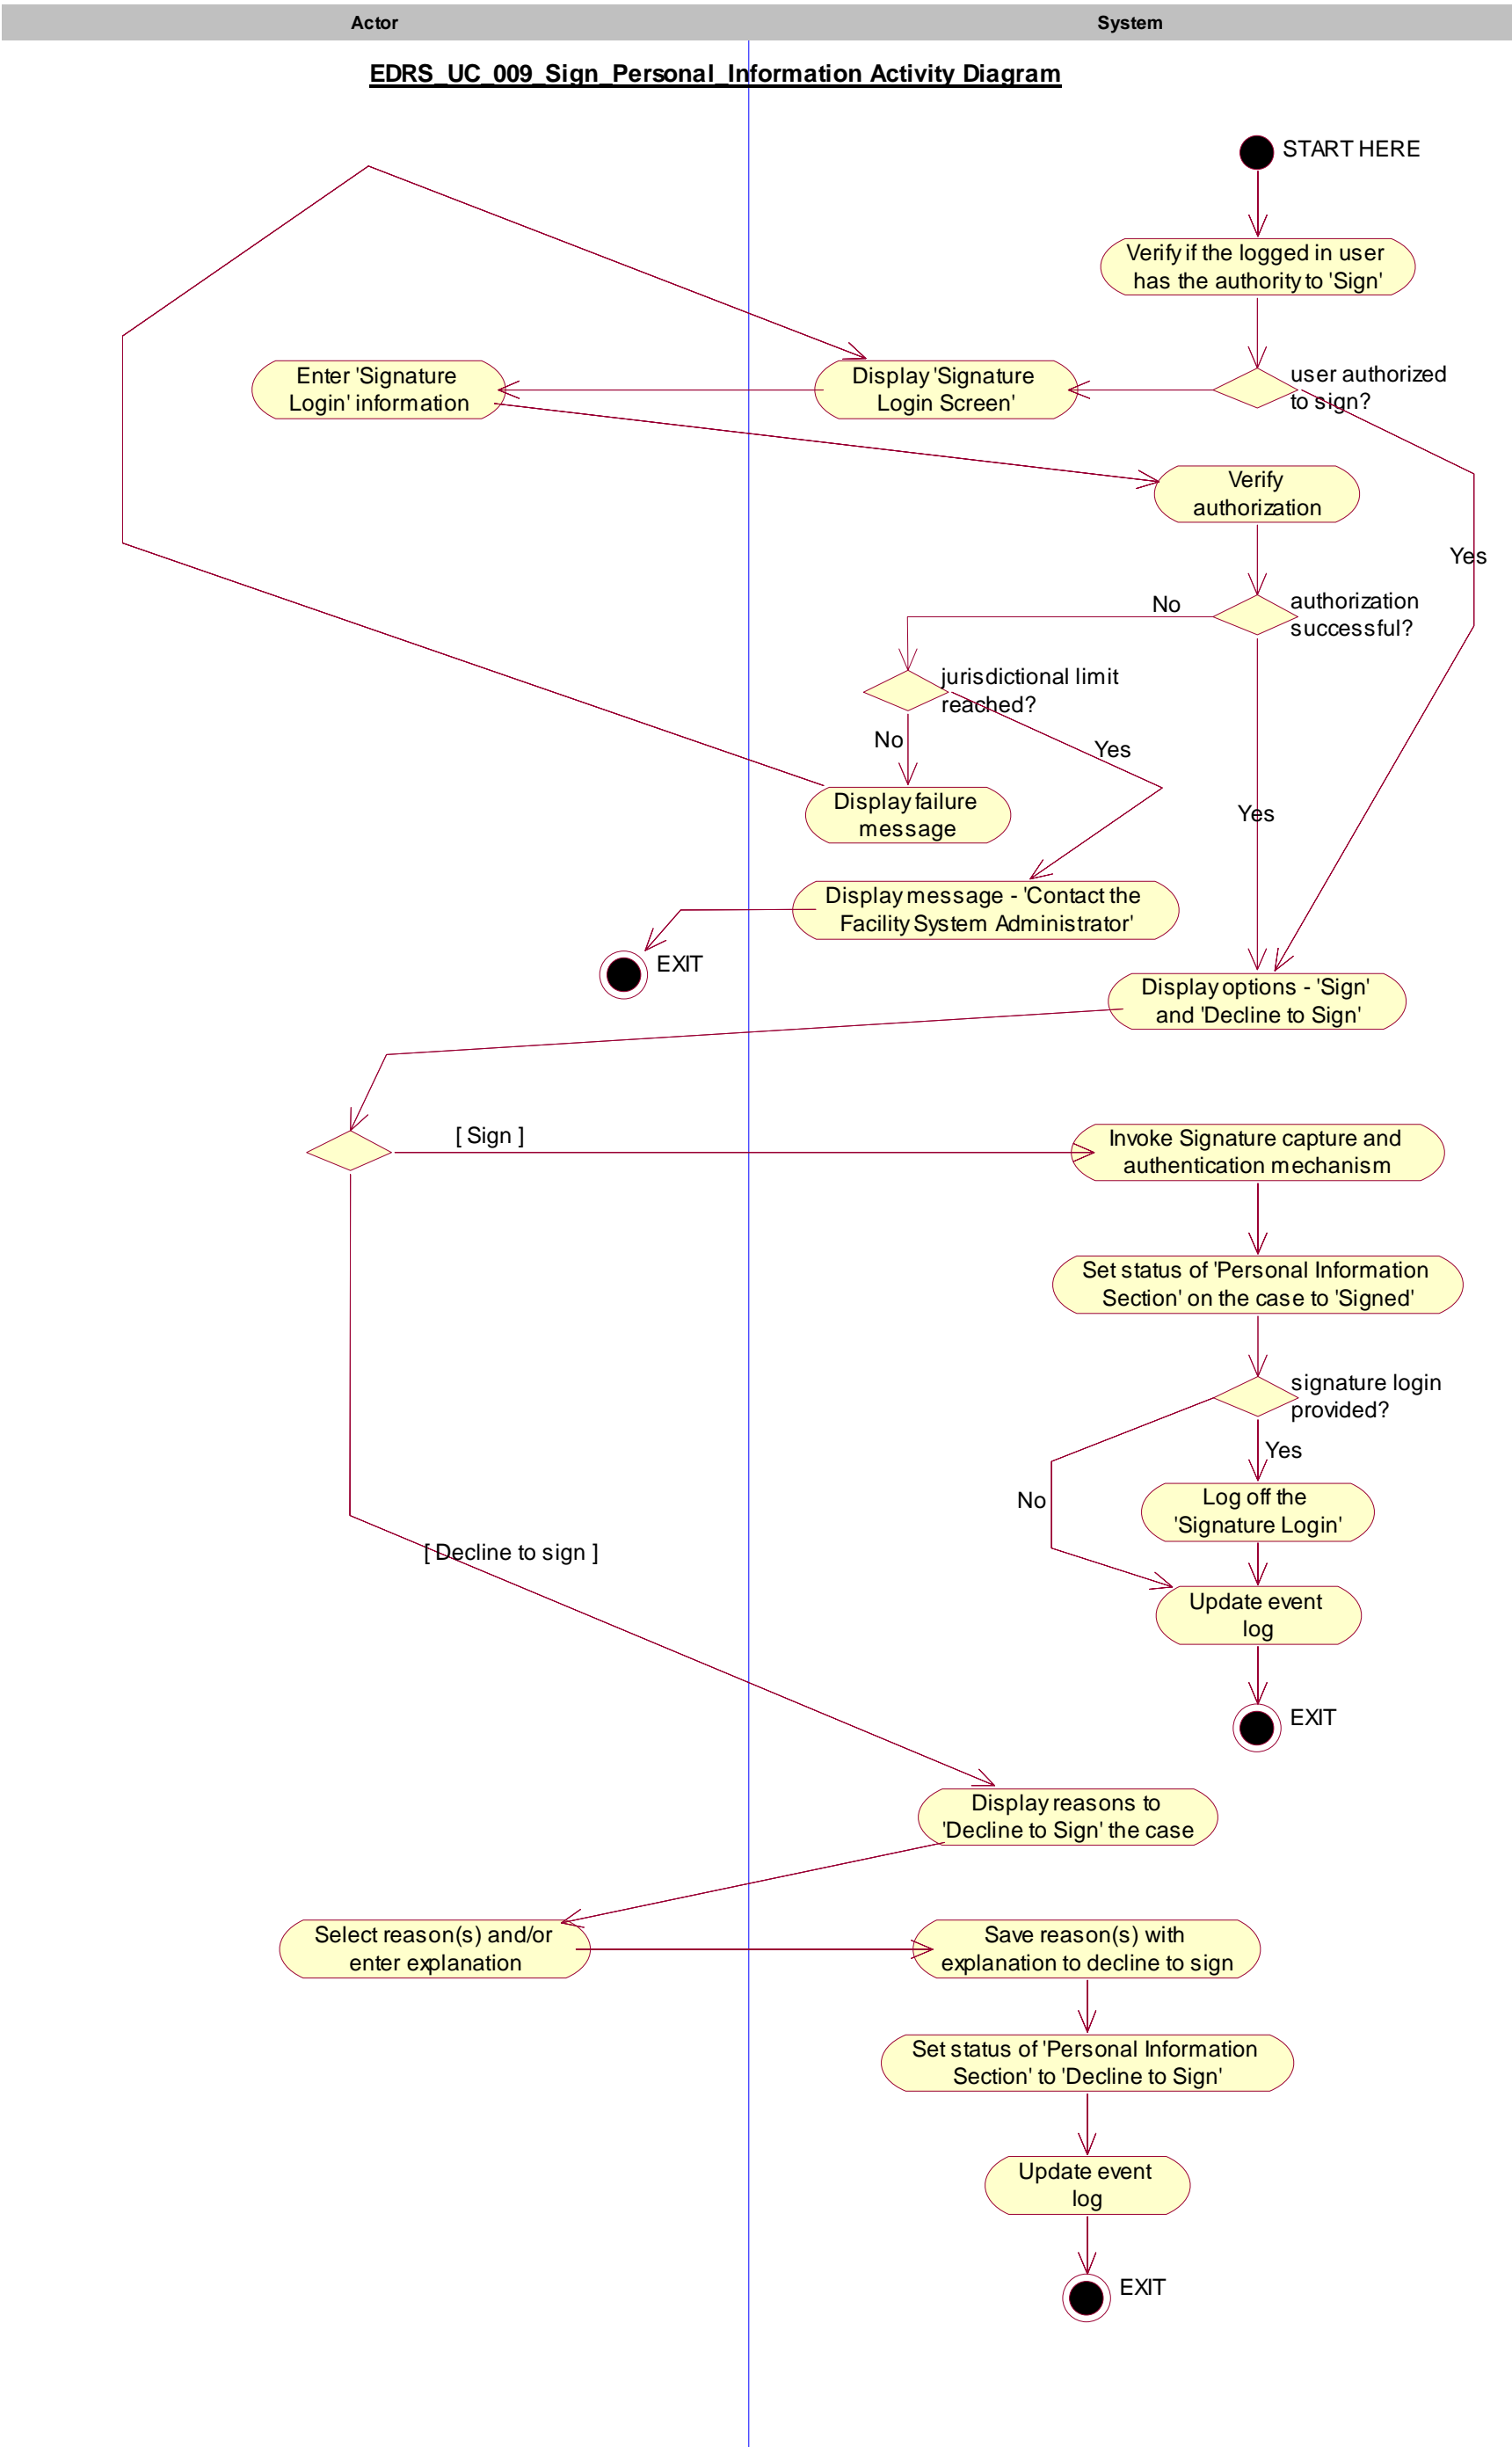 Actor
System
EDRS_UC_009_Sign_Personal_Information Activity Diagram
START HERE
Verify if the logged in user
has the authority to 'Sign'
Enter 'Signature
Login' information
Display 'Signature
Login Screen'
user authorized
to sign?
Verify
authorization
Yes
No
authorization
successful?
jurisdictional limit
reached?
No
Yes
Display failure
message
Yes
Display message - 'Contact the
Facility System Administrator'
EXIT
Display options - 'Sign'
and 'Decline to Sign'
[ Sign ]
Invoke Signature capture and
authentication mechanism
Set status of 'Personal Information
Section' on the case to 'Signed'
signature login
provided?
Yes
No
Log off the
'Signature Login'
[ Decline to sign ]
Update event
log
EXIT
Display reasons to
'Decline to Sign' the case
Select reason(s) and/or
enter explanation
Save reason(s) with
explanation to decline to sign
Set status of 'Personal Information
Section' to 'Decline to Sign'
Update event
log
EXIT